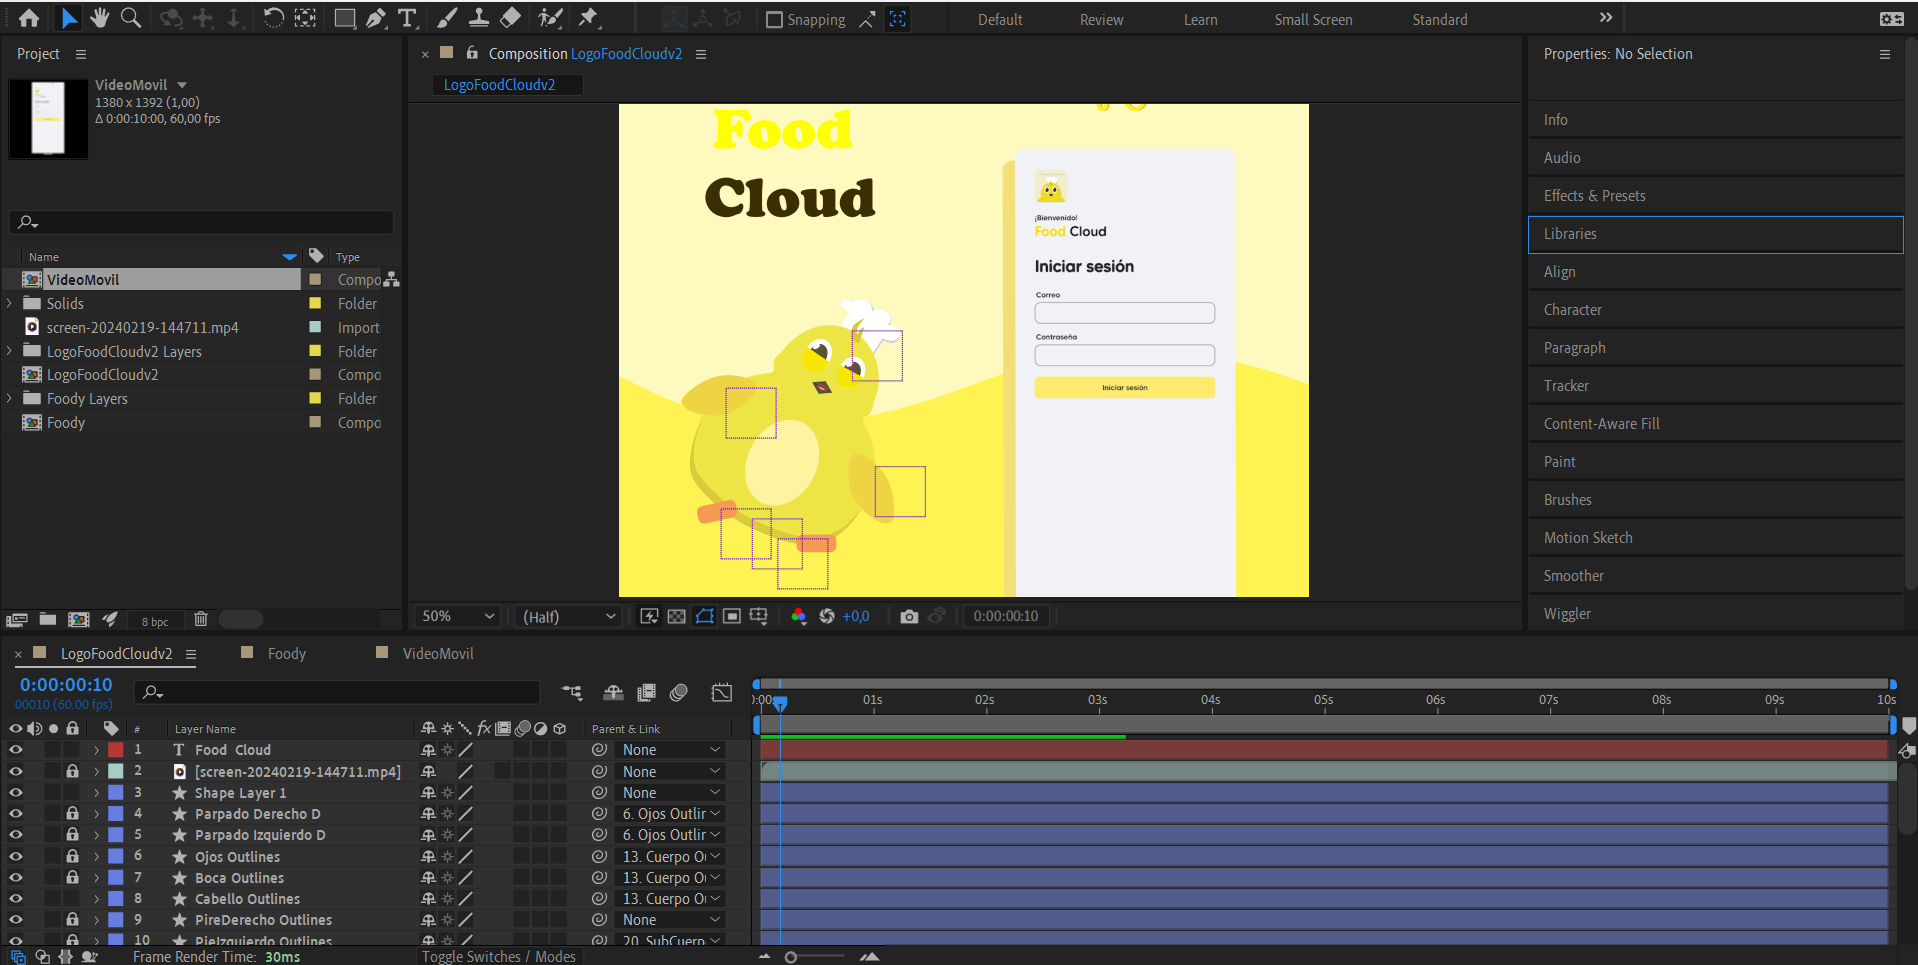 Snapping
Default
Review
Learn
Small Screen
Standard
Project
VideoMovil
1380 x 1392 (1,00)
Δ 0:00:10:00, 60,00 fps
Name
Type
VideoMovil
Compo
Solids
Folder
screen-20240219-144711.mp4
Import
LogoFoodCloudv2 Layers
Folder
LogoFoodCloudv2
Compo
Foody Layers
Folder
Foody
Compo
8 bpc
Composition LogoFoodCloudv2
LogoFoodCloudv2
Food
Cloud
¡Bienvenido!
Food Cloud
Iniciar sesión
Correo
Contraseña
Iniciar sesión
50%
(Half)
+0,0
0:00:00:10
Properties: No Selection
Info
Audio
Effects & Presets
Libraries
Align
Character
Paragraph
Tracker
Content-Aware Fill
Paint
Brushes
Motion Sketch
Smoother
Wiggler
LogoFoodCloudv2
Foody
VideoMovil
0:00:00:10
00010 (60.00 fps)
0:00s 01s 02s 03s 04s 05s 06s 07s 08s 09s 10s
# Layer Name
fx
Parent & Link
1 T Food Cloud None
2 [screen-20240219-144711.mp4] None
3 Shape Layer 1 None
4 Parpado Derecho D 6. Ojos Outlir
5 Parpado Izquierdo D 6. Ojos Outlir
6 Ojos Outlines 13. Cuerpo O
7 Boca Outlines 13. Cuerpo O
8 Cabello Outlines 13. Cuerpo O
9 PireDerecho Outlines None
10 PieIzquierdo Outlines 20. SubCuerp
Frame Render Time: 30ms
Toggle Switches / Modes